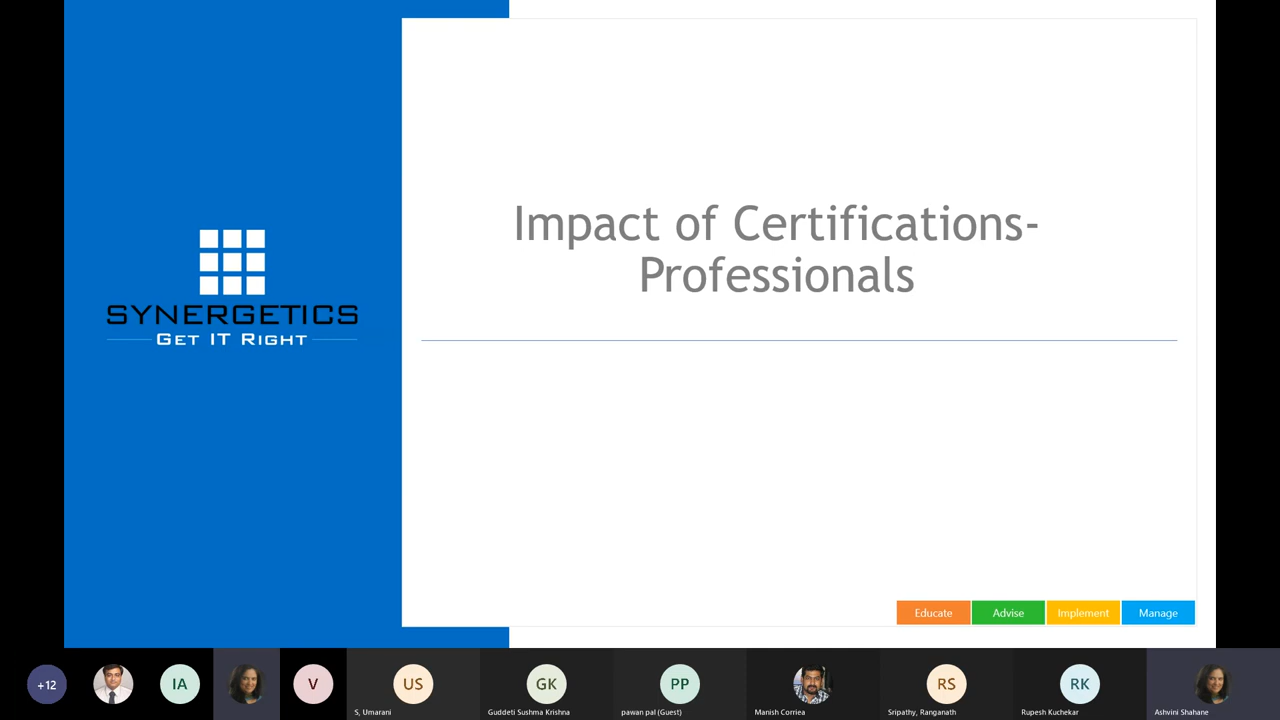 Impact of Certifications-
Professionals
SYNERGETICS
GET IT RIGHT
Educate
Advise
Implement
Manage
+12
IA
V
US
GK
PP
RS
RK
S, Umarani
Guddeti Sushma Krishna
pawan pal (Guest)
Manish Corriea
Sripathy, Ranganath
Rupesh Kuchekar
Ashvini Shahane